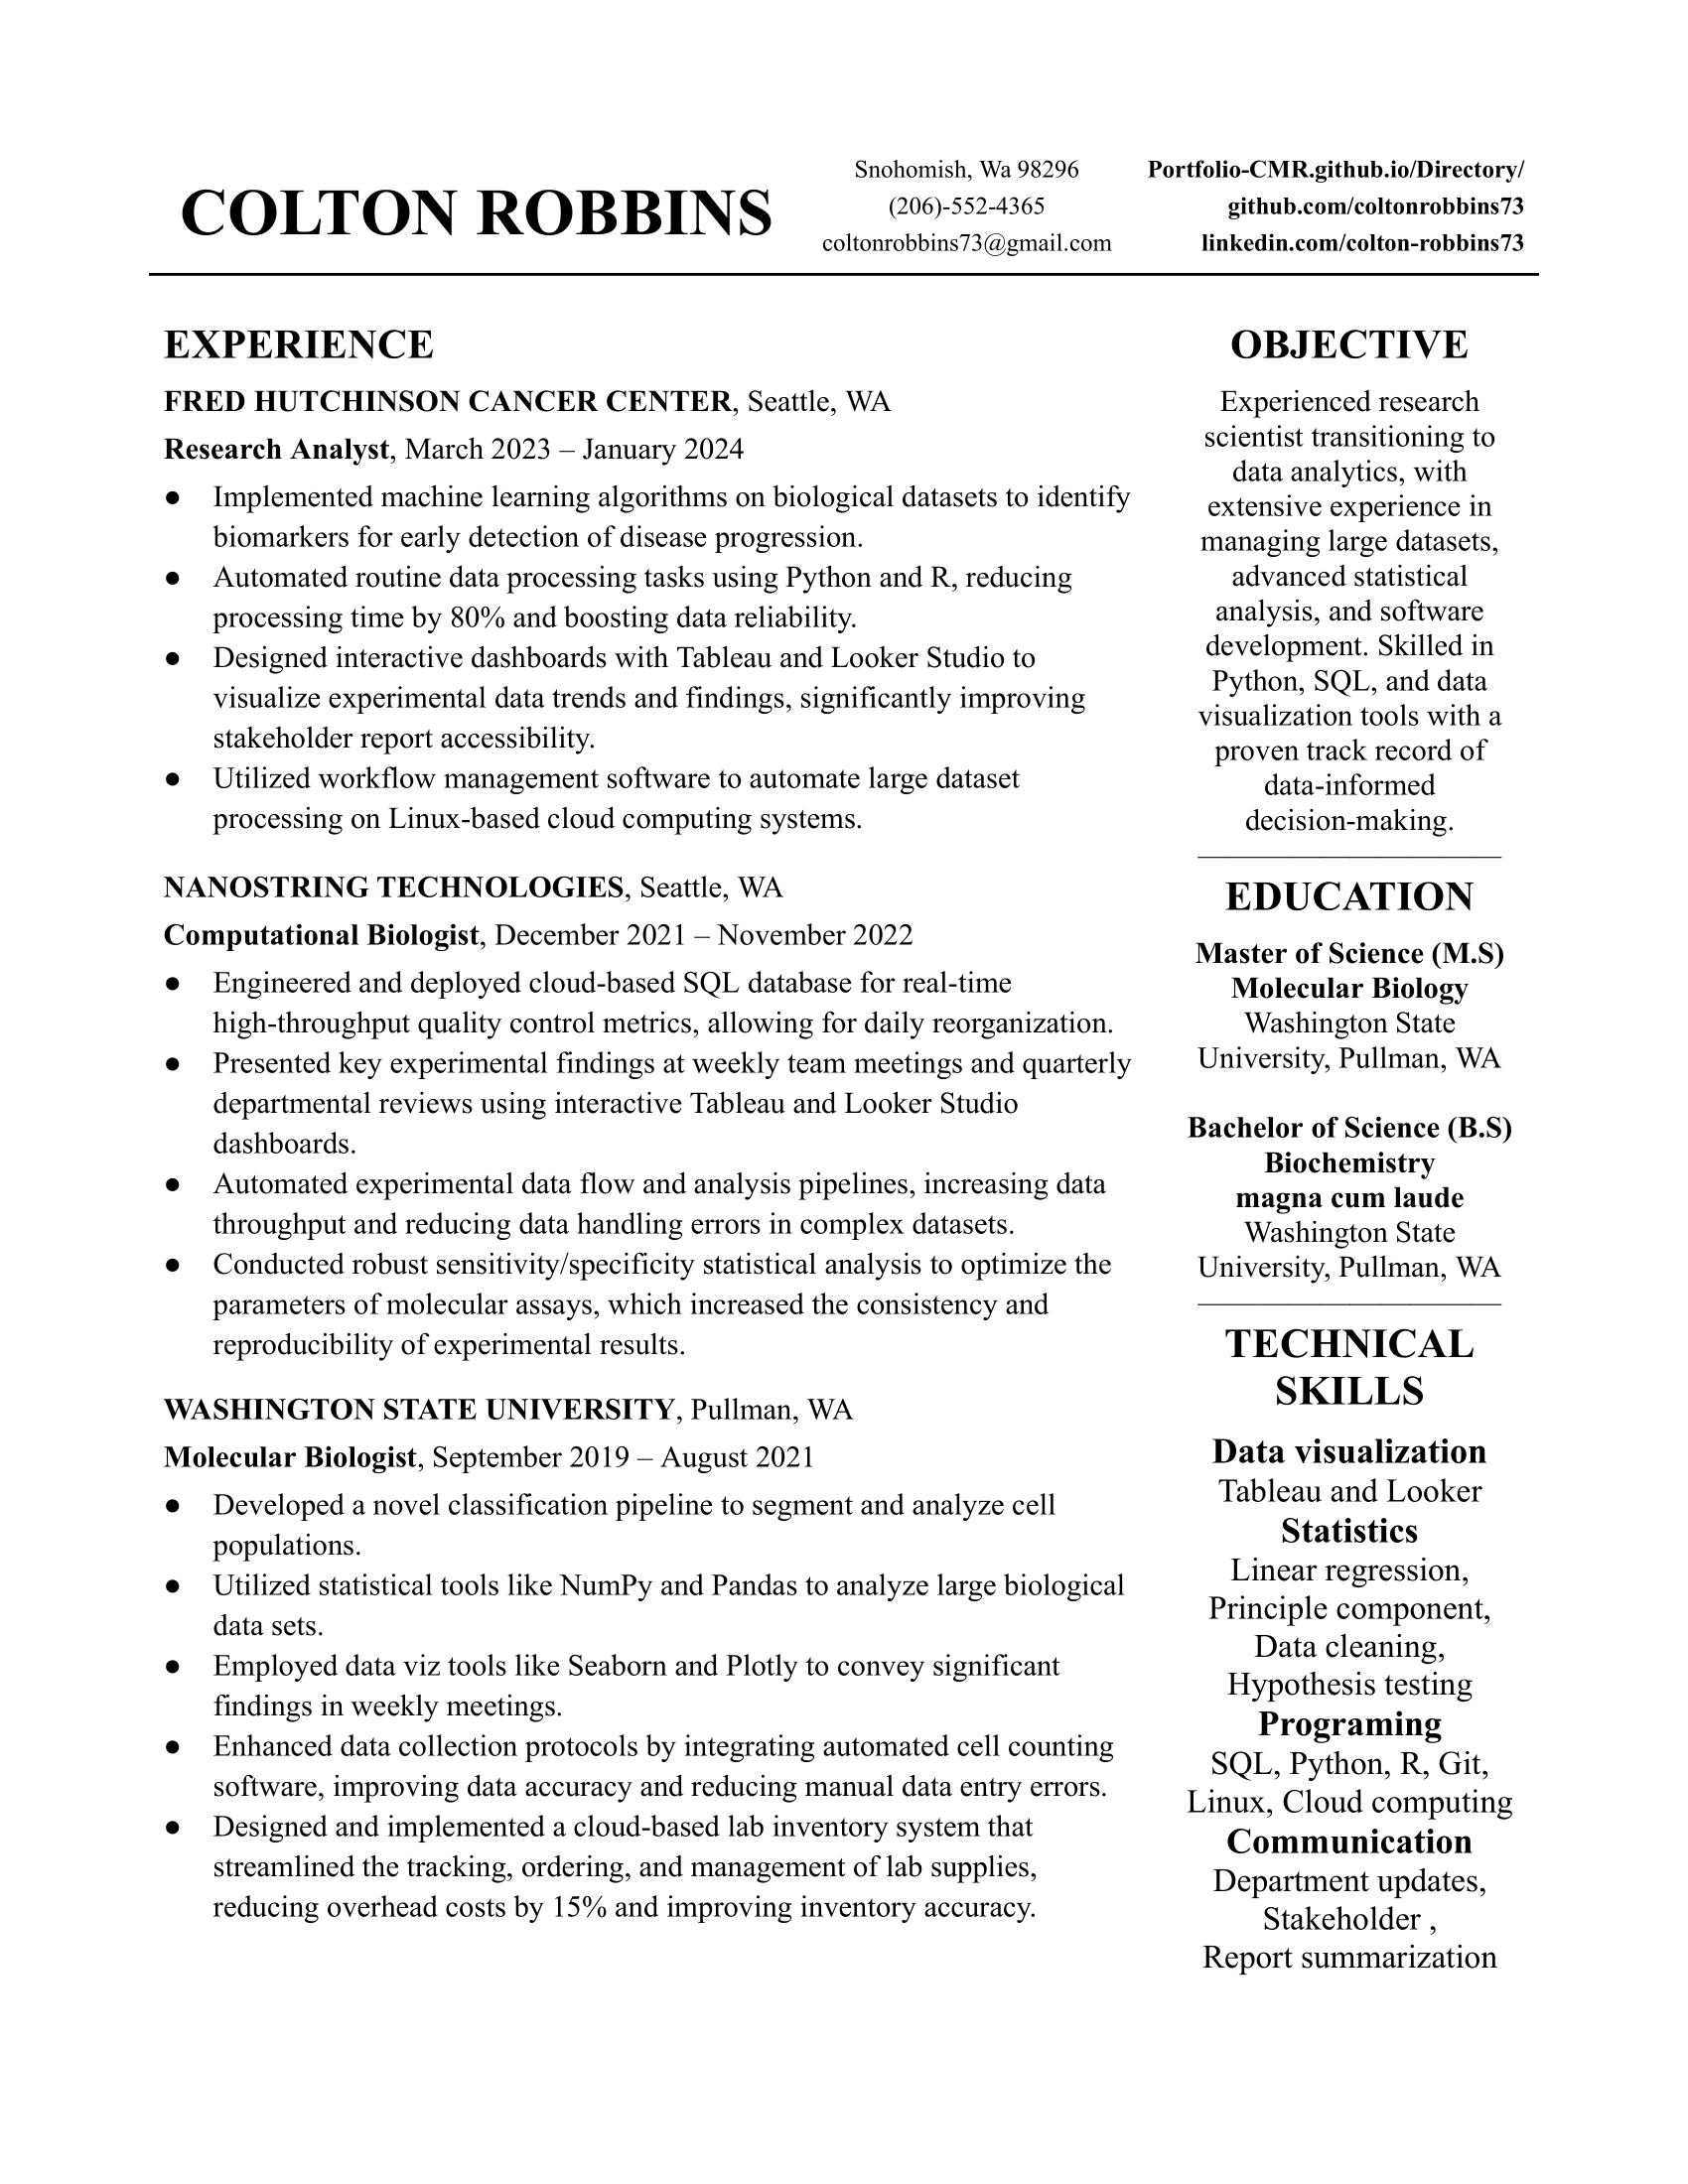 COLTON ROBBINS
Snohomish, Wa 98296
(206)-552-4365
coltonrobbins73@gmail.com
Portfolio-CMR.github.io/Directory/
github.com/coltonrobbins73
linkedin.com/colton-robbins73
EXPERIENCE
FRED HUTCHINSON CANCER CENTER, Seattle, WA
Research Analyst, March 2023 – January 2024
● Implemented machine learning algorithms on biological datasets to identify
biomarkers for early detection of disease progression.
● Automated routine data processing tasks using Python and R, reducing
processing time by 80% and boosting data reliability.
● Designed interactive dashboards with Tableau and Looker Studio to
visualize experimental data trends and findings, significantly improving
stakeholder report accessibility.
● Utilized workflow management software to automate large dataset
processing on Linux-based cloud computing systems.
NANOSTRING TECHNOLOGIES, Seattle, WA
Computational Biologist, December 2021 – November 2022
● Engineered and deployed cloud-based SQL database for real-time
high-throughput quality control metrics, allowing for daily reorganization.
● Presented key experimental findings at weekly team meetings and quarterly
departmental reviews using interactive Tableau and Looker Studio
dashboards.
● Automated experimental data flow and analysis pipelines, increasing data
throughput and reducing data handling errors in complex datasets.
● Conducted robust sensitivity/specificity statistical analysis to optimize the
parameters of molecular assays, which increased the consistency and
reproducibility of experimental results.
WASHINGTON STATE UNIVERSITY, Pullman, WA
Molecular Biologist, September 2019 – August 2021
● Developed a novel classification pipeline to segment and analyze cell
populations.
● Utilized statistical tools like NumPy and Pandas to analyze large biological
data sets.
● Employed data viz tools like Seaborn and Plotly to convey significant
findings in weekly meetings.
● Enhanced data collection protocols by integrating automated cell counting
software, improving data accuracy and reducing manual data entry errors.
● Designed and implemented a cloud-based lab inventory system that
streamlined the tracking, ordering, and management of lab supplies,
reducing overhead costs by 15% and improving inventory accuracy.
OBJECTIVE
Experienced research
scientist transitioning to
data analytics, with
extensive experience in
managing large datasets,
advanced statistical
analysis, and software
development. Skilled in
Python, SQL, and data
visualization tools with a
proven track record of
data-informed
decision-making.
EDUCATION
Master of Science (M.S)
Molecular Biology
Washington State
University, Pullman, WA
Bachelor of Science (B.S)
Biochemistry
magna cum laude
Washington State
University, Pullman, WA
TECHNICAL
SKILLS
Data visualization
Tableau and Looker
Statistics
Linear regression,
Principle component,
Data cleaning,
Hypothesis testing
Programing
SQL, Python, R, Git,
Linux, Cloud computing
Communication
Department updates,
Stakeholder ,
Report summarization